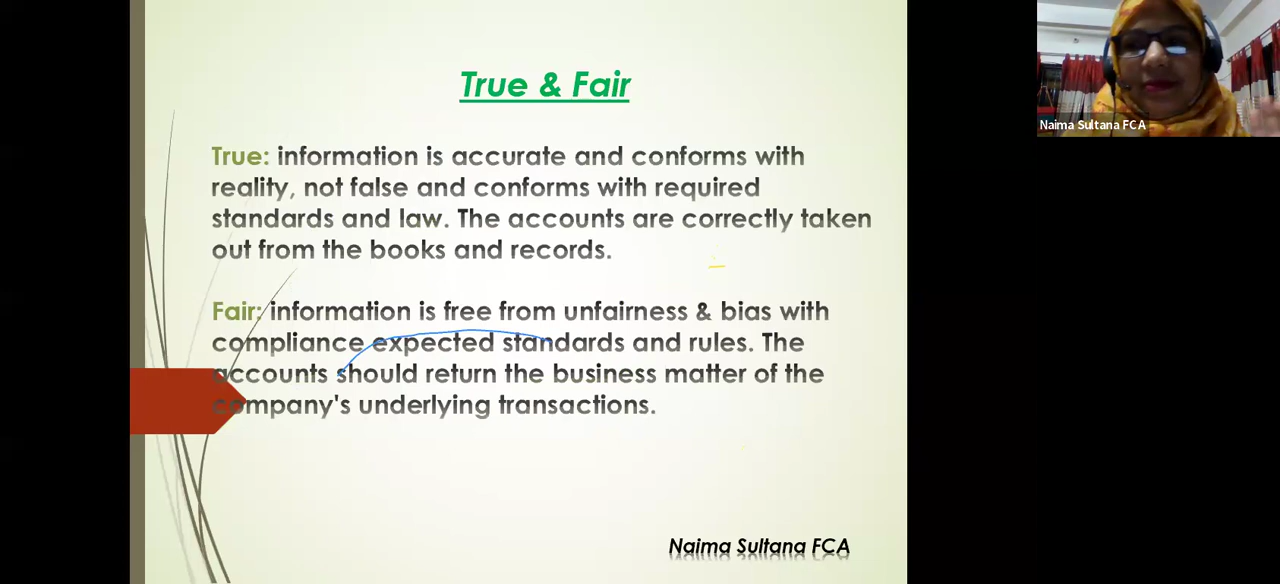 True & Fair
Naima Sultana FCA
True: information is accurate and conforms with
reality, not false and conforms with required
standards and law. The accounts are correctly taken
out from the books and records.
Fair: information is free from unfairness & bias with
compliance expected standards and rules. The
accounts should return the business matter of the
company's underlying transactions.
Naima Sultana FCA